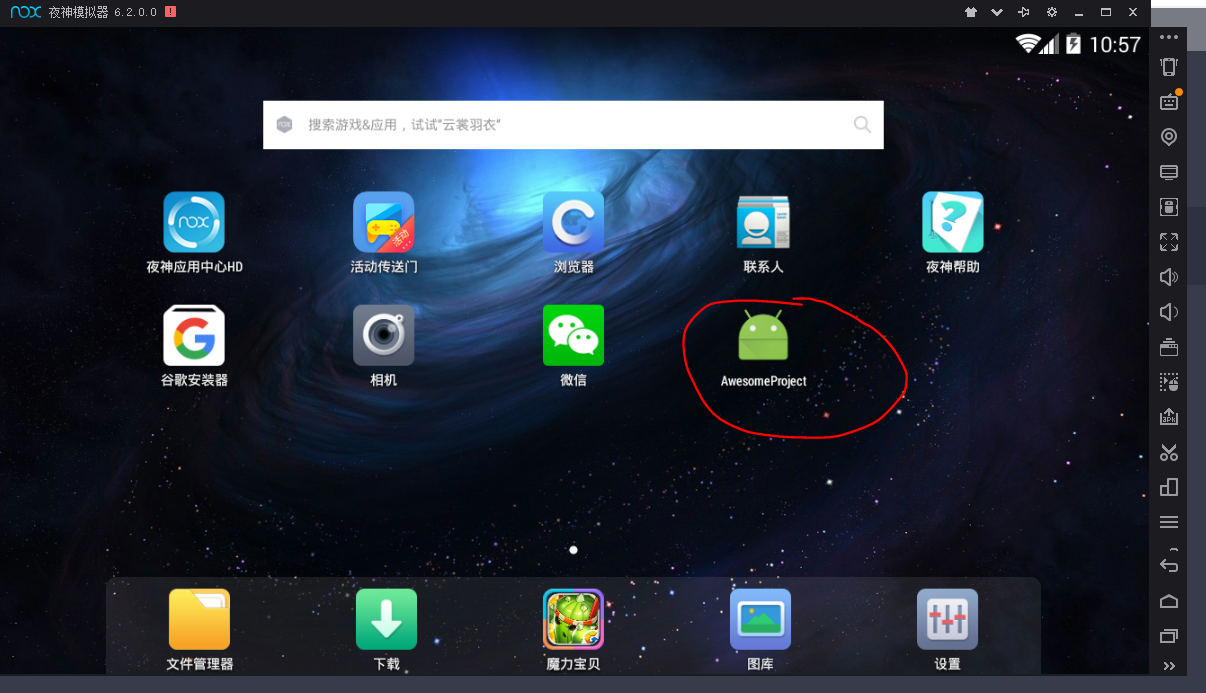 nox 夜神模拟器 6.2.0.0
10:57
搜索游戏&应用，试试“云裳羽衣”
nox
活动
夜神应用中心HD
活动传送门
浏览器
联系人
夜神帮助
谷歌安装器
相机
微信
AwesomeProject
文件管理器
下载
魔力宝贝
图库
设置